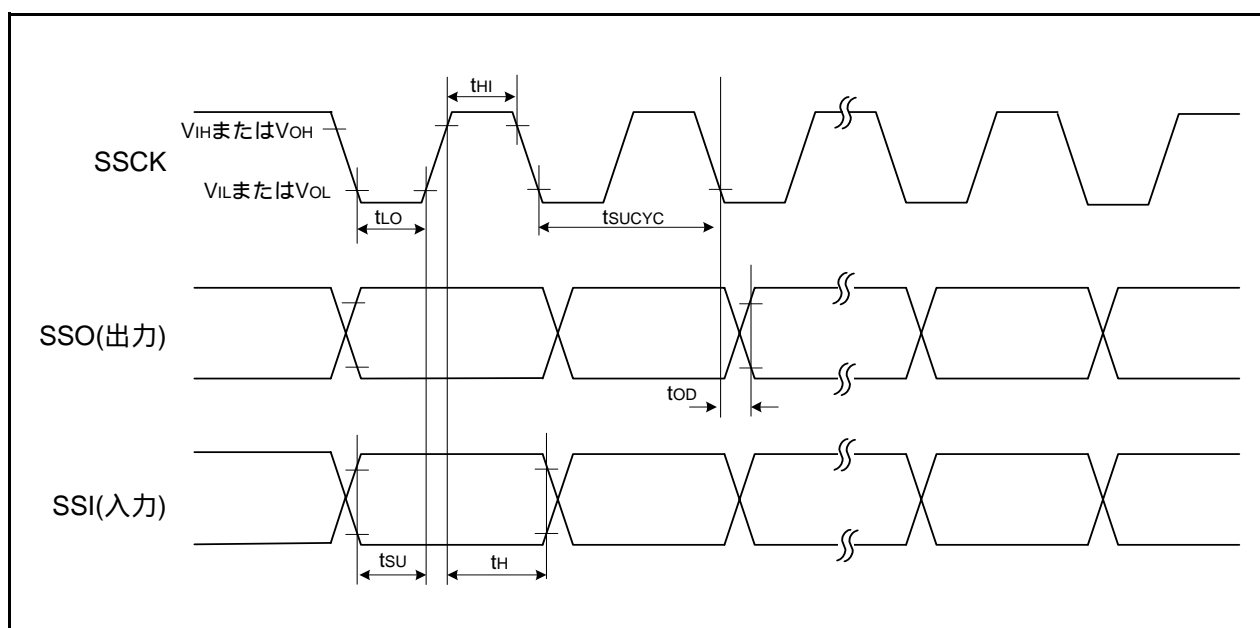 tHI
VIHまたはVOH
SSCK
VILまたはVOL
tLO
tSUCYC
SSO(出力)
tOD
SSI(入力)
tSU
tH